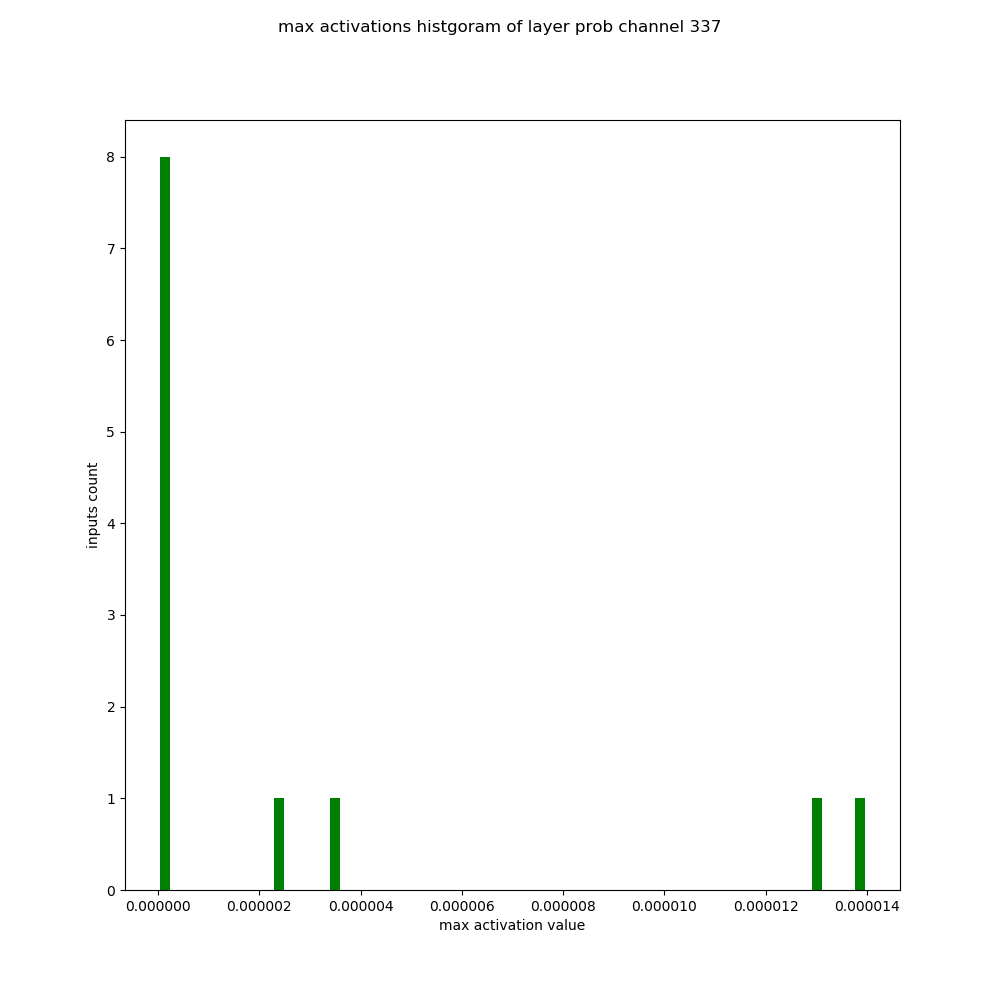 max activations histgoram of layer prob channel 337
8
7
6
5
4
3
2
1
0
inputs count
0.000000 0.000002 0.000004 0.000006 0.000008 0.000010 0.000012 0.000014
max activation value